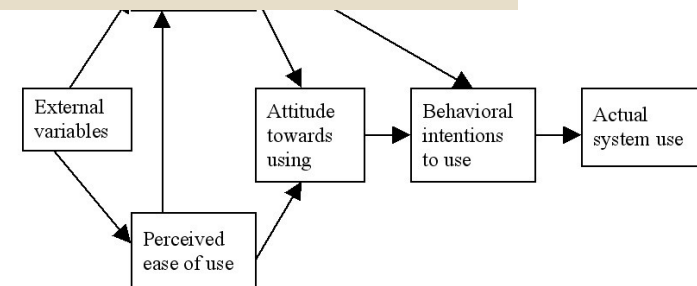 External
variables
Attitude
towards
using
Behavioral
intentions
to use
Actual
system use
Perceived
ease of use